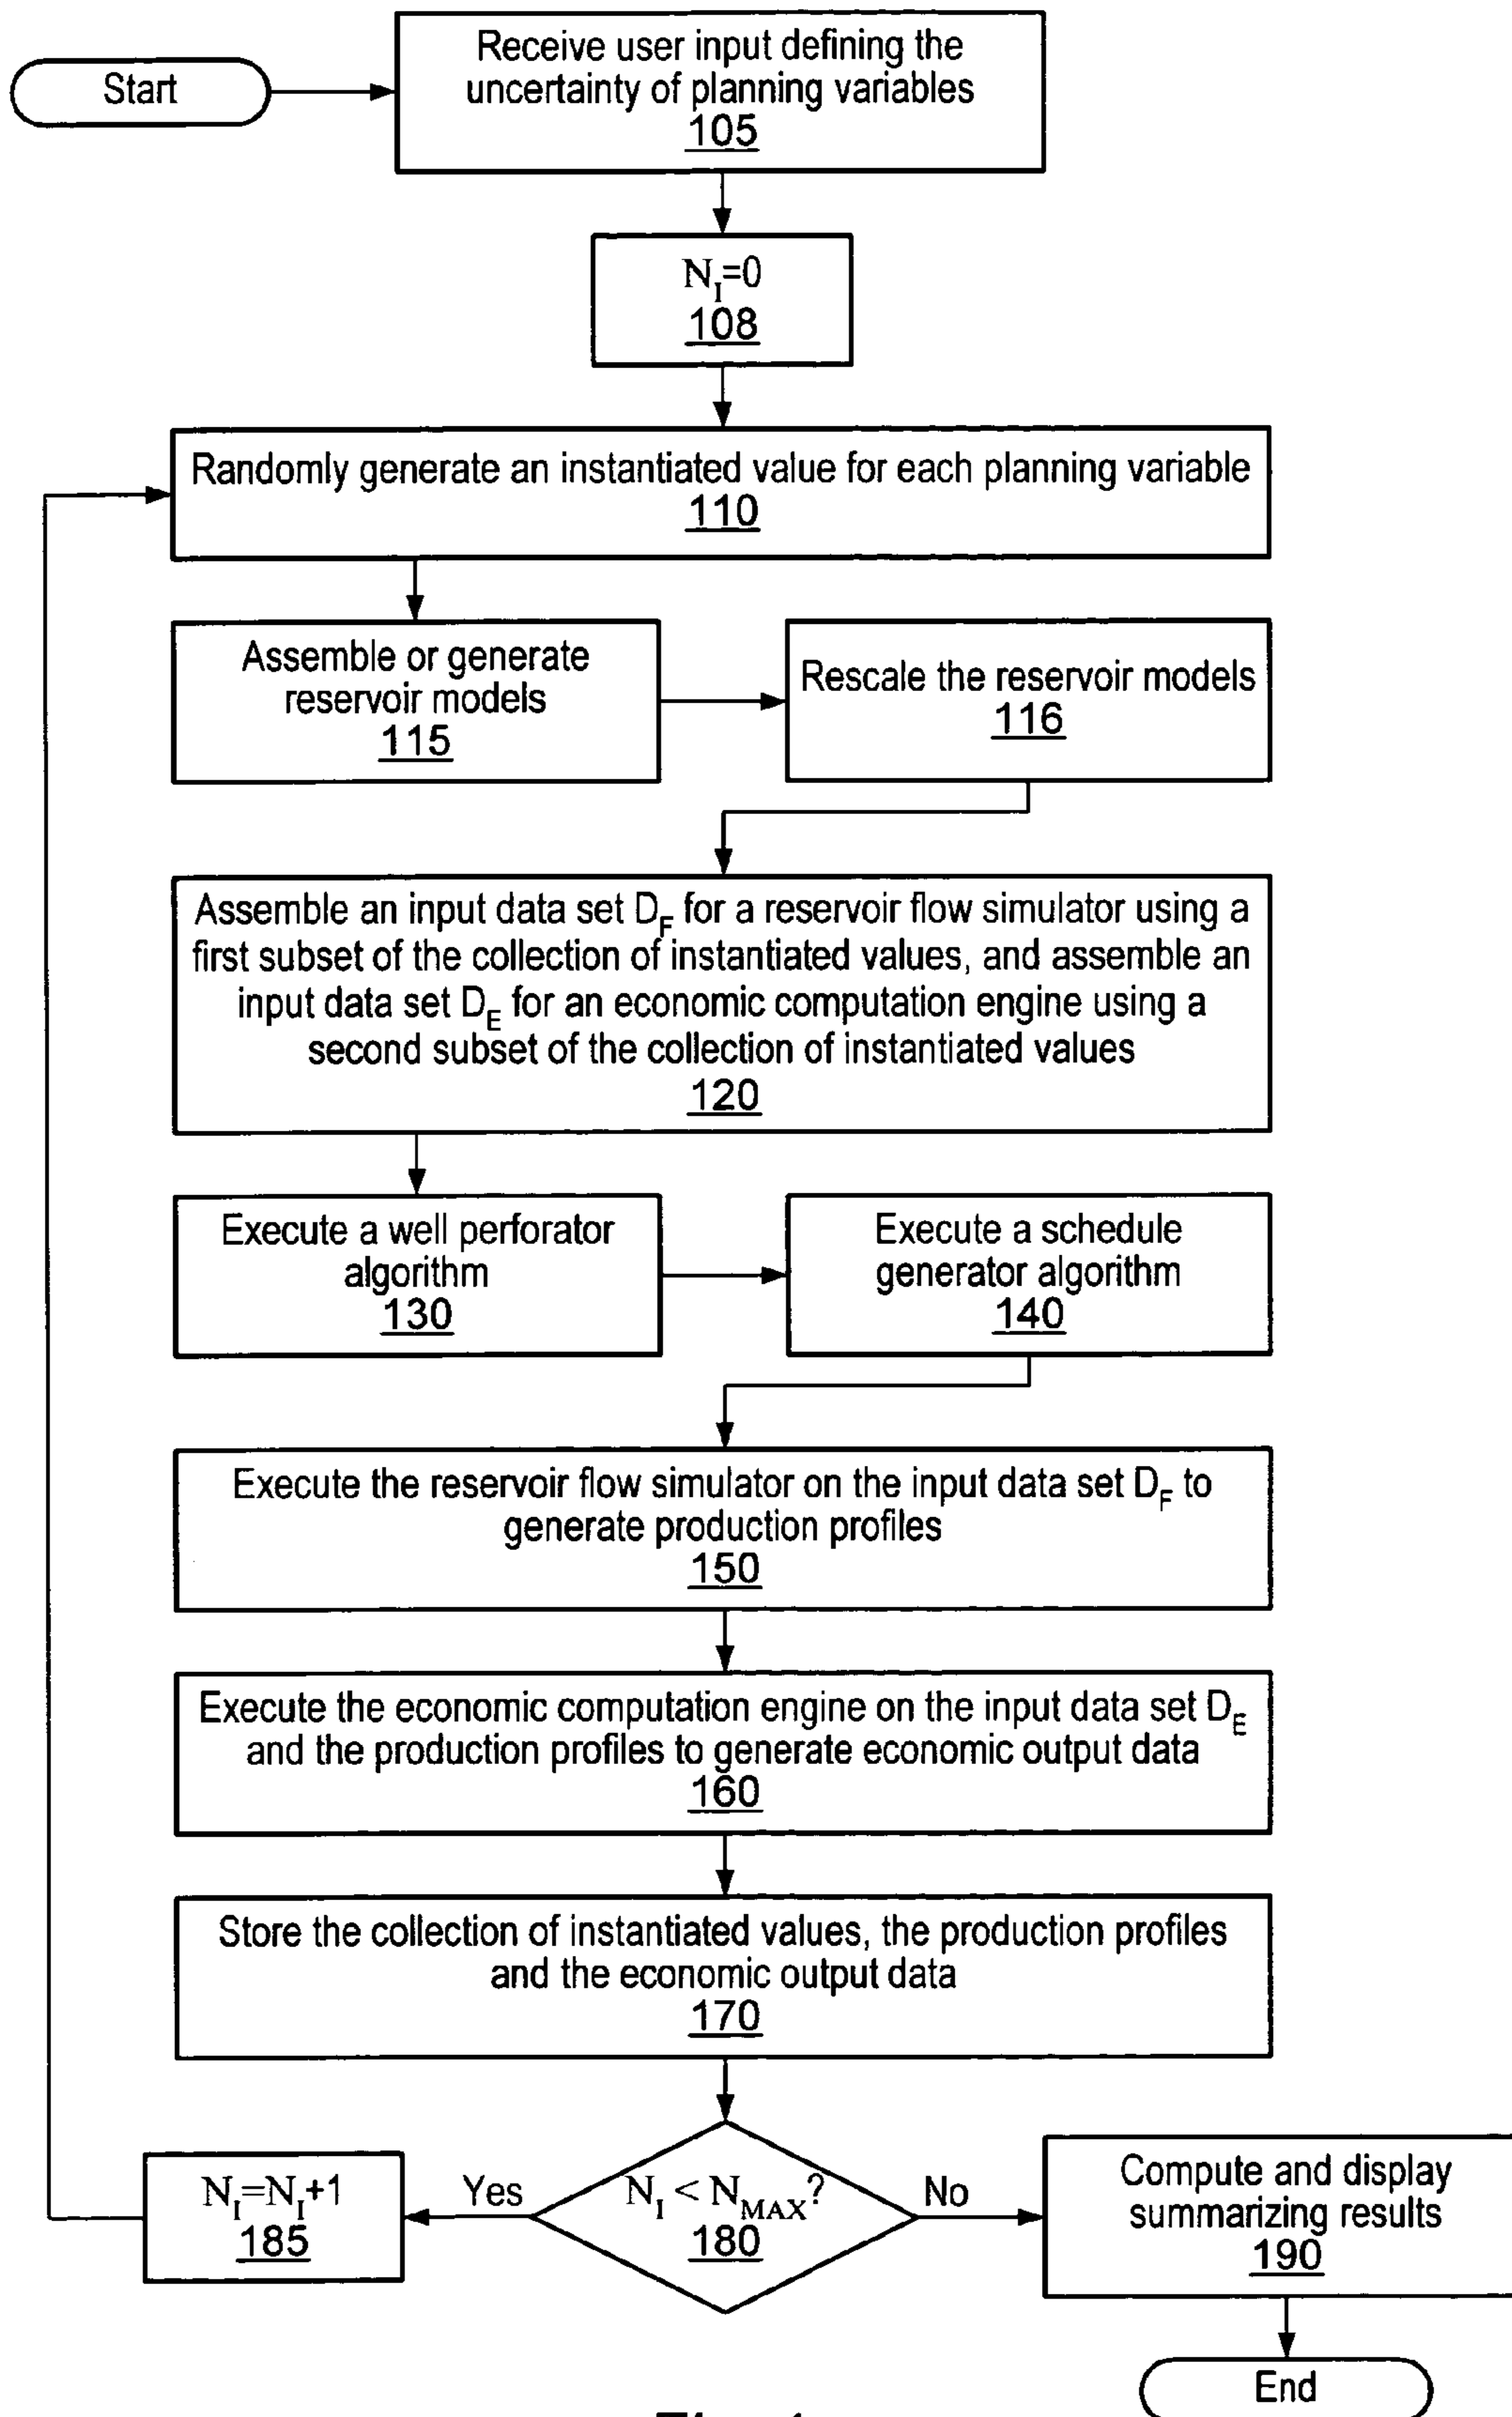 Start
Receive user input defining the
uncertainty of planning variables
105
N_I=0
108
Randomly generate an instantiated value for each planning variable
110
Assemble or generate
reservoir models
115
Rescale the reservoir models
116
Assemble an input data set D_F for a reservoir flow simulator using a
first subset of the collection of instantiated values, and assemble an
input data set D_E for an economic computation engine using a
second subset of the collection of instantiated values
120
Execute a well perforator
algorithm
130
Execute a schedule
generator algorithm
140
Execute the reservoir flow simulator on the input data set D_F to
generate production profiles
150
Execute the economic computation engine on the input data set D_E
and the production profiles to generate economic output data
160
Store the collection of instantiated values, the production profiles
and the economic output data
170
N_I=N_I+1
185
Yes
N_I < N_MAX?
180
No
Compute and display
summarizing results
190
End